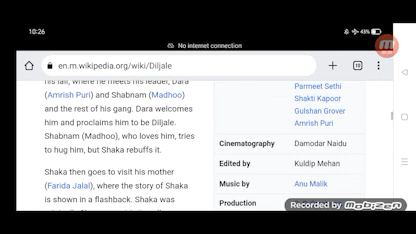 10:26
48%
No internet connection
en.m.wikipedia.org/wiki/Diljale
his lair, where he meets his leader, Dara
(Amrish Puri) and Shabnam (Madhoo)
and the rest of his gang. Dara welcomes
him and proclaims him to be Diljale.
Shabnam (Madhoo), who loves him, tries
to hug him, but Shaka rebuffs it.
Shaka then goes to visit his mother
(Farida Jalal), where the story of Shaka
is shown in a flashback. Shaka was
Parmeet Sethi
Shakti Kapoor
Gulshan Grover
Amrish Puri
Cinematography Damodar Naidu
Edited by Kuldip Mehan
Music by Anu Malik
Production
Recorded by Mobizen